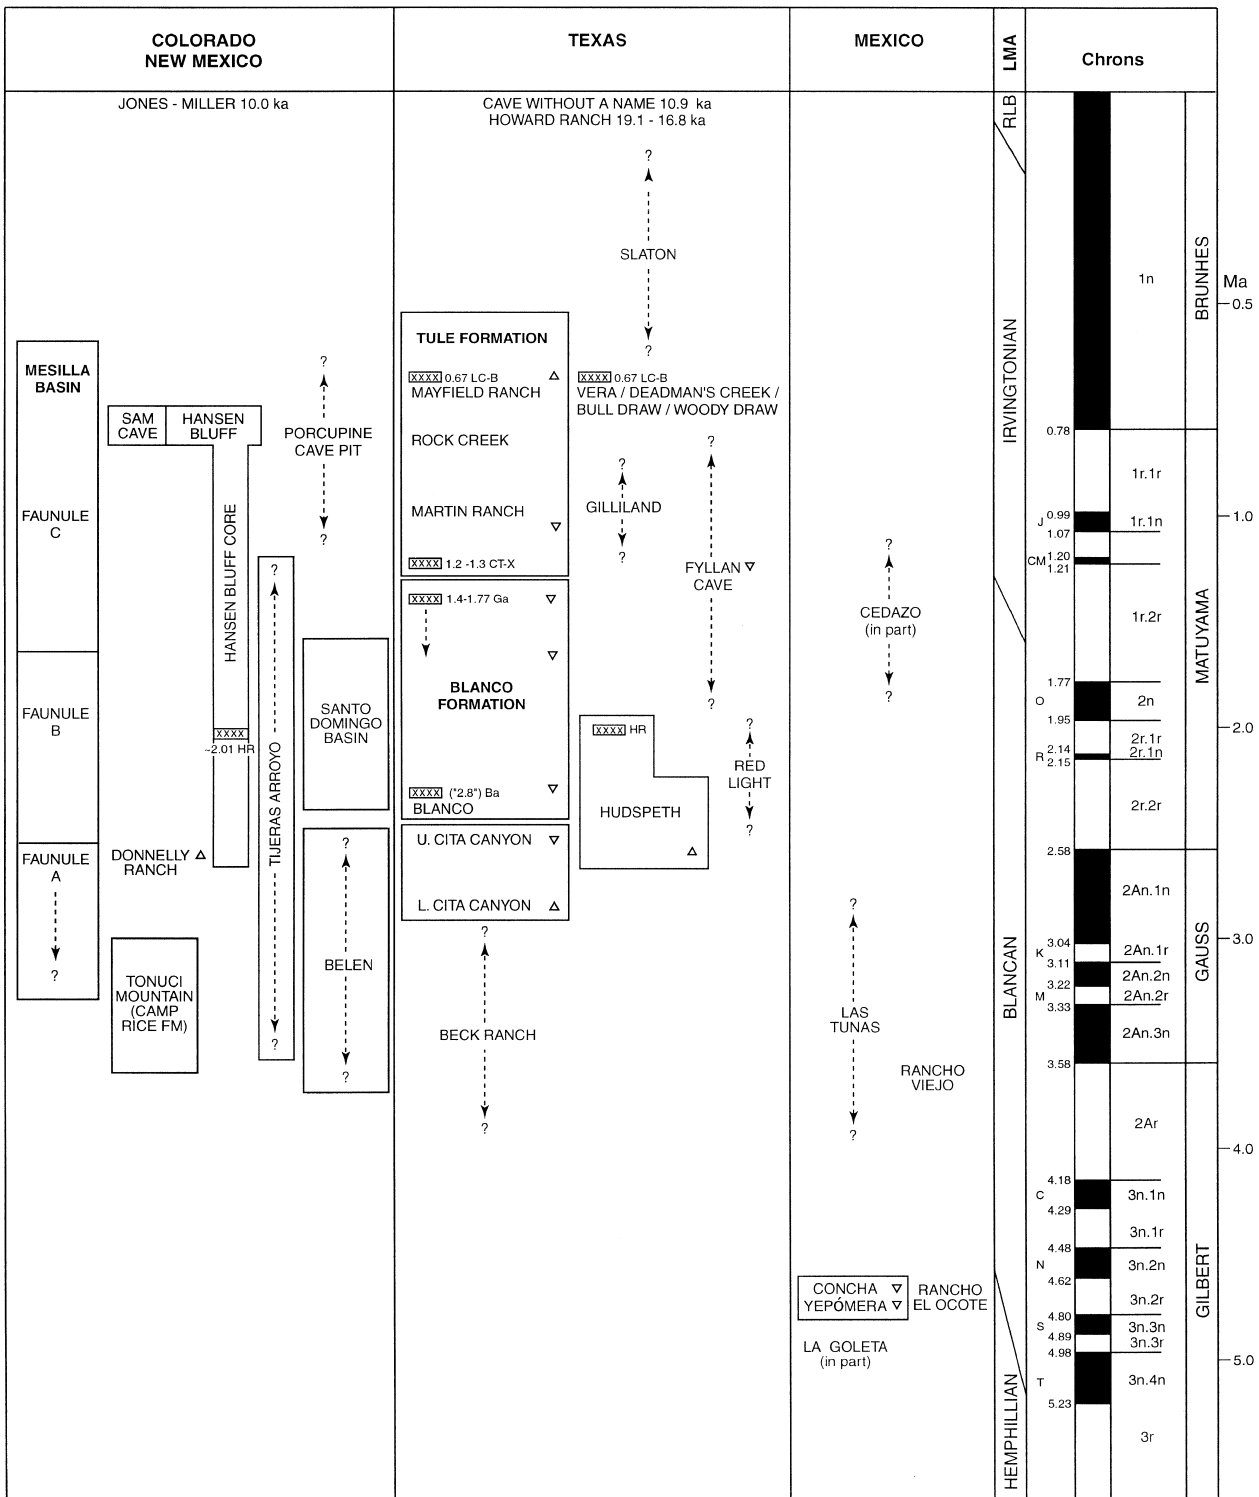 COLORADO
NEW MEXICO
TEXAS
MEXICO
LMA
Chrons
JONES - MILLER 10.0 ka
CAVE WITHOUT A NAME 10.9 ka
HOWARD RANCH 19.1 - 16.8 ka
RLB
?
SLATON
?
MESILLA
BASIN
FAUNULE
C
FAUNULE
B
FAUNULE
A
?
SAM
CAVE
HANSEN
BLUFF
HANSEN BLUFF CORE
XXXX
~2.01 HR
DONNELLY △
RANCH
TONUCI
MOUNTAIN
(CAMP
RICE FM)
?
TIJERAS ARROYO
?
?
PORCUPINE
CAVE PIT
?
SANTO
DOMINGO
BASIN
?
BELEN
?
TULE FORMATION
XXXX 0.67 LC-B △
MAYFIELD RANCH
ROCK CREEK
MARTIN RANCH
▽
XXXX 1.2 -1.3 CT-X
XXXX 1.4-1.77 Ga ▽
▽
BLANCO
FORMATION
XXXX ("2.8") Ba ▽
BLANCO
U. CITA CANYON ▽
L. CITA CANYON △
?
BECK RANCH
?
XXXX 0.67 LC-B
VERA / DEADMAN'S CREEK /
BULL DRAW / WOODY DRAW
?
GILLILAND
?
?
FYLLAN ▽
CAVE
?
XXXX HR
HUDSPETH
△
?
RED
LIGHT
?
?
CEDAZO
(in part)
?
?
LAS
TUNAS
?
RANCHO
VIEJO
CONCHA ▽
YEPÓMERA ▽
RANCHO
EL OCOTE
LA GOLETA
(in part)
IRVINGTONIAN
BLANCAN
HEMPHILLIAN
0.78
J 0.99
1.07
CM 1.20
1.21
1.77
O
1.95
R 2.14
2.15
2.58
3.04
K
3.11
3.22
M
3.33
3.58
4.18
C
4.29
4.48
N
4.62
4.80
S
4.89
4.98
T
5.23
1n
1r.1r
1r.1n
1r.2r
2n
2r.1r
2r.1n
2r.2r
2An.1n
2An.1r
2An.2n
2An.2r
2An.3n
2Ar
3n.1n
3n.1r
3n.2n
3n.2r
3n.3n
3n.3r
3n.4n
3r
BRUNHES
MATUYAMA
GAUSS
GILBERT
Ma
0.5
1.0
2.0
3.0
4.0
5.0